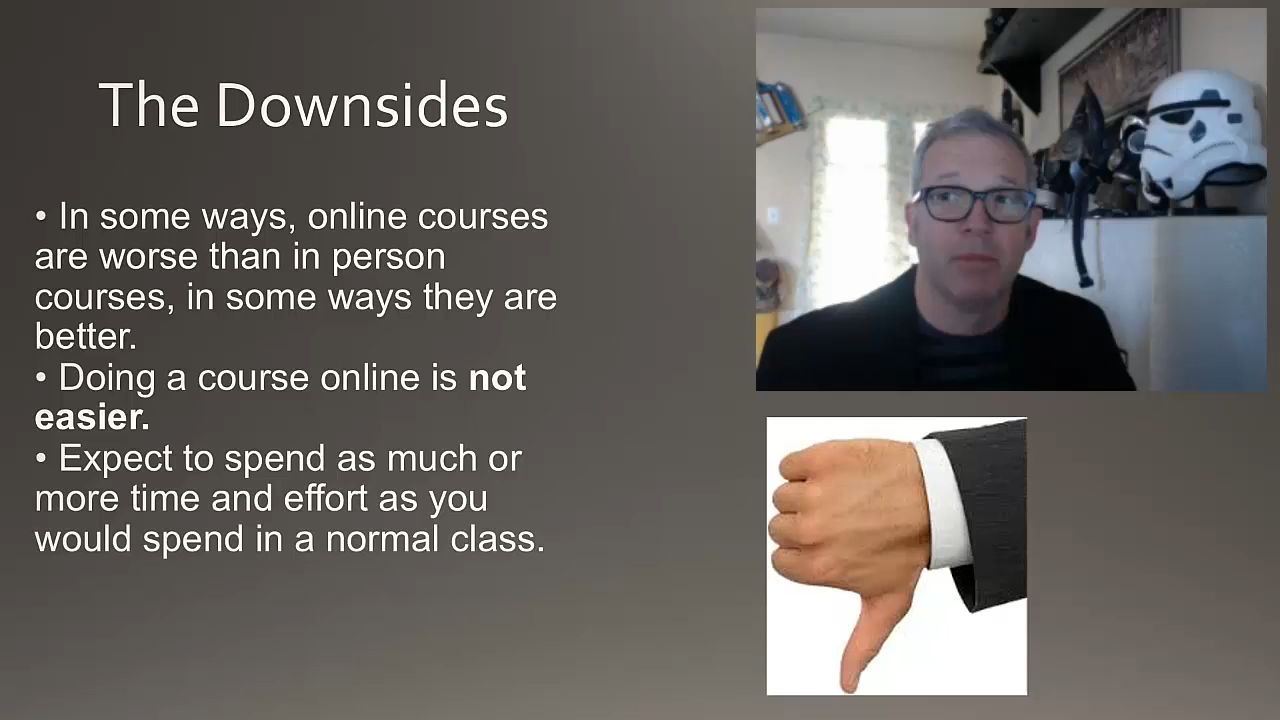 The Downsides
• In some ways, online courses
are worse than in person
courses, in some ways they are
better.
• Doing a course online is not
easier.
• Expect to spend as much or
more time and effort as you
would spend in a normal class.